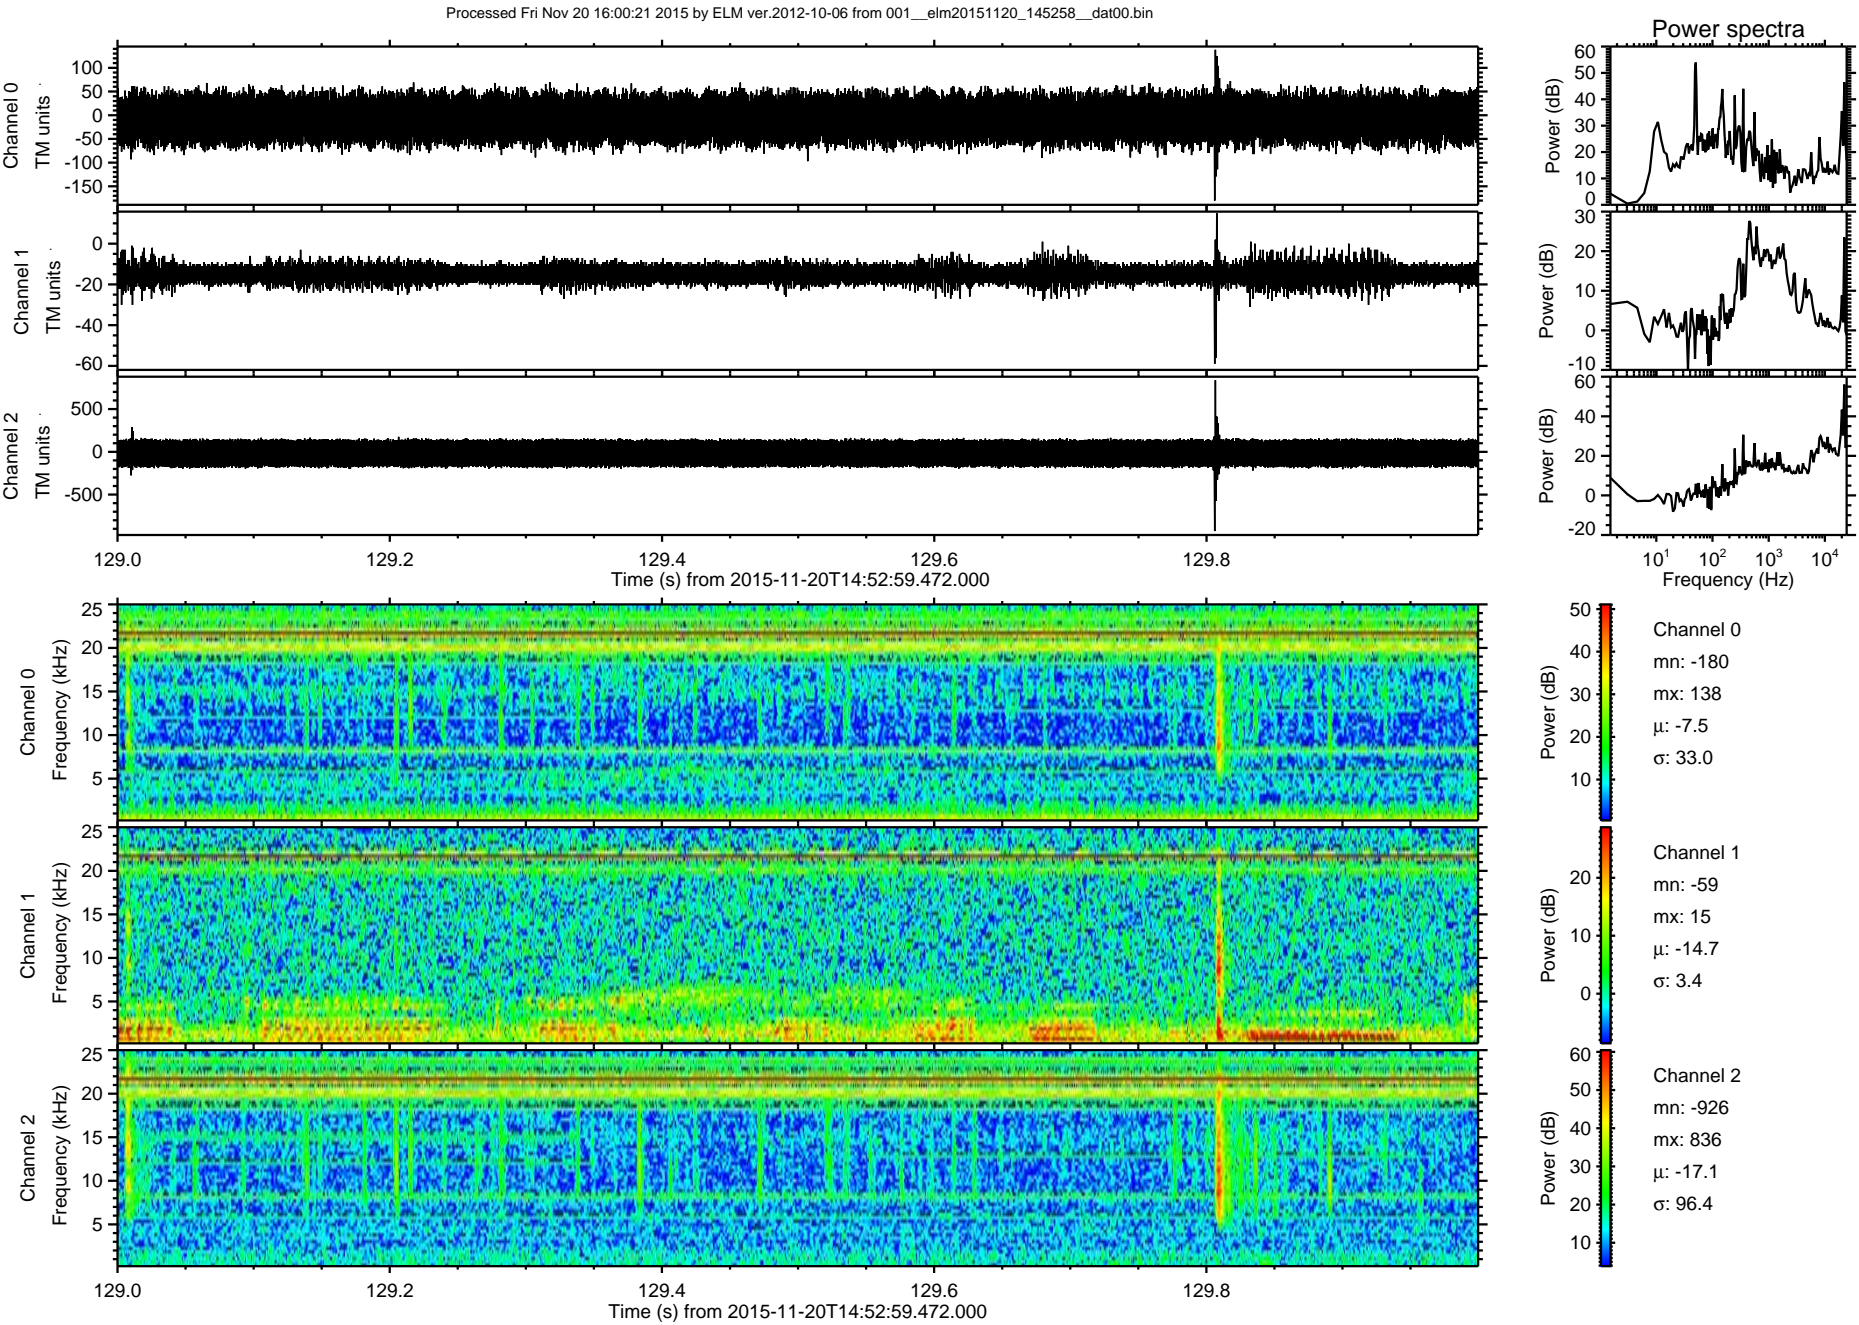 Processed Fri Nov 20 16:00:21 2015 by ELM ver.2012-10-06 from 001__elm20151120_145258__dat00.bin
Power spectra
Channel 0
TM units
100
50
0
-50
-100
-150
Power (dB)
60
50
40
30
20
10
0
Channel 1
TM units
0
-20
-40
-60
Power (dB)
30
20
10
0
-10
Channel 2
TM units
500
0
-500
Power (dB)
60
40
20
0
-20
129.0 129.2 129.4 129.6 129.8
Time (s) from 2015-11-20T14:52:59.472.000
10^1 10^2 10^3 10^4
Frequency (Hz)
Channel 0
Frequency (kHz)
25
20
15
10
5
Power (dB)
50
40
30
20
10
Channel 0
mn: -180
mx: 138
μ: -7.5
σ: 33.0
Channel 1
Frequency (kHz)
25
20
15
10
5
Power (dB)
20
10
0
Channel 1
mn: -59
mx: 15
μ: -14.7
σ: 3.4
Channel 2
Frequency (kHz)
25
20
15
10
5
Power (dB)
60
50
40
30
20
10
Channel 2
mn: -926
mx: 836
μ: -17.1
σ: 96.4
129.0 129.2 129.4 129.6 129.8
Time (s) from 2015-11-20T14:52:59.472.000